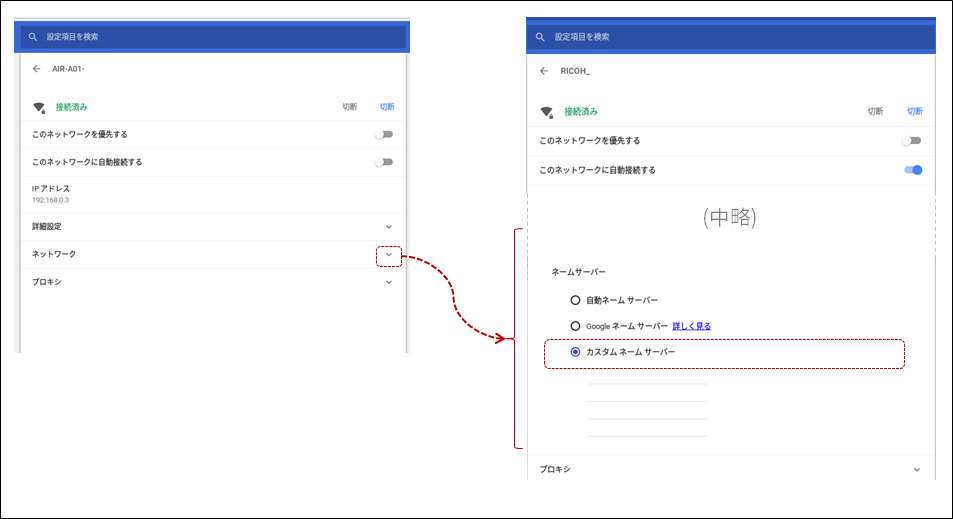 設定項目を検索
AIR-A01-
接続済み 切断 切断
このネットワークを優先する
このネットワークに自動接続する
IP アドレス
192.168.0.3
詳細設定
ネットワーク
プロキシ
設定項目を検索
RICOH_
接続済み 切断 切断
このネットワークを優先する
このネットワークに自動接続する
(中略)
ネームサーバー
自動ネーム サーバー
Google ネーム サーバー 詳しく見る
カスタム ネーム サーバー
プロキシ